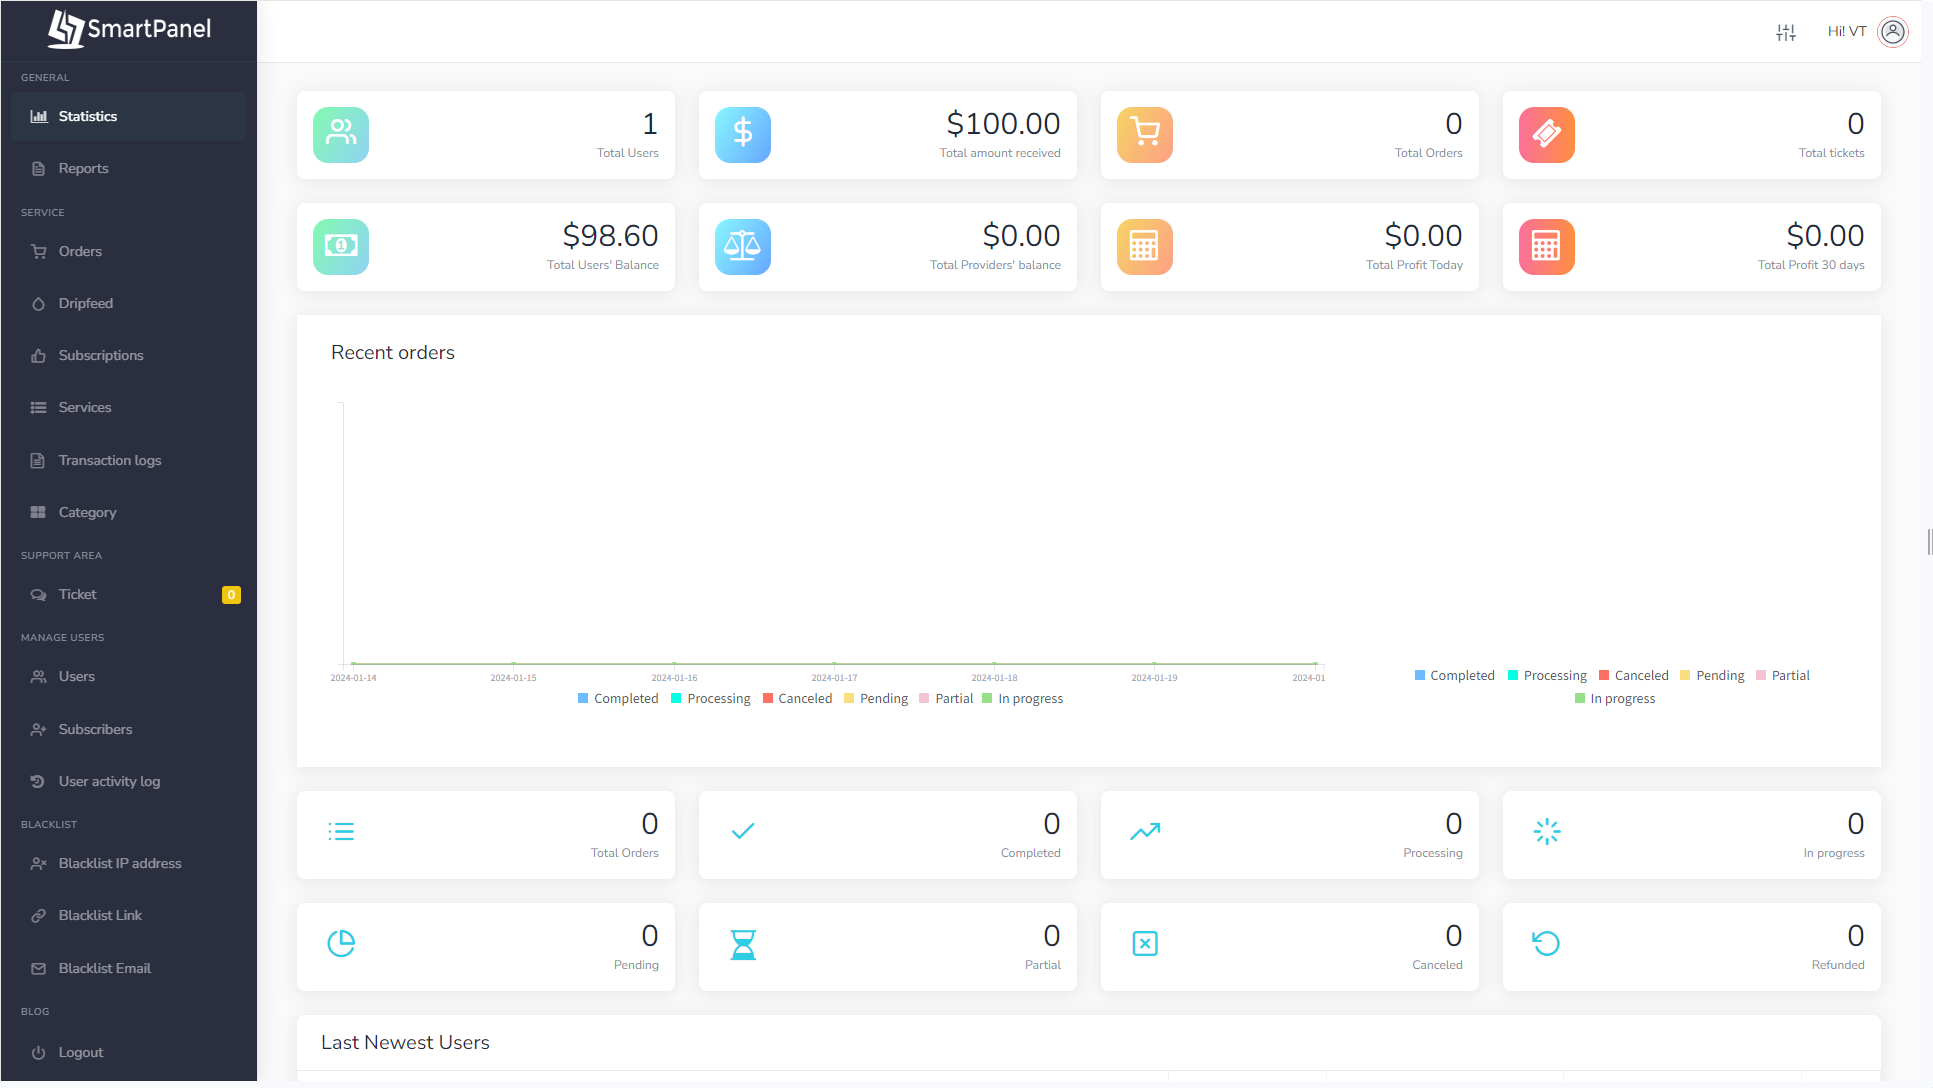 SmartPanel
Hi! VT
GENERAL
Statistics
Reports
SERVICE
Orders
Dripfeed
Subscriptions
Services
Transaction logs
Category
SUPPORT AREA
Ticket 0
MANAGE USERS
Users
Subscribers
User activity log
BLACKLIST
Blacklist IP address
Blacklist Link
Blacklist Email
BLOG
Logout
1
Total Users
$100.00
Total amount received
0
Total Orders
0
Total tickets
$98.60
Total Users' Balance
$0.00
Total Providers' balance
$0.00
Total Profit Today
$0.00
Total Profit 30 days
Recent orders
2024-01-14 2024-01-15 2024-01-16 2024-01-17 2024-01-18 2024-01-19 2024-01
Completed Processing Canceled Pending Partial In progress
Completed Processing Canceled Pending Partial
In progress
0
Total Orders
0
Completed
0
Processing
0
In progress
0
Pending
0
Partial
0
Canceled
0
Refunded
Last Newest Users